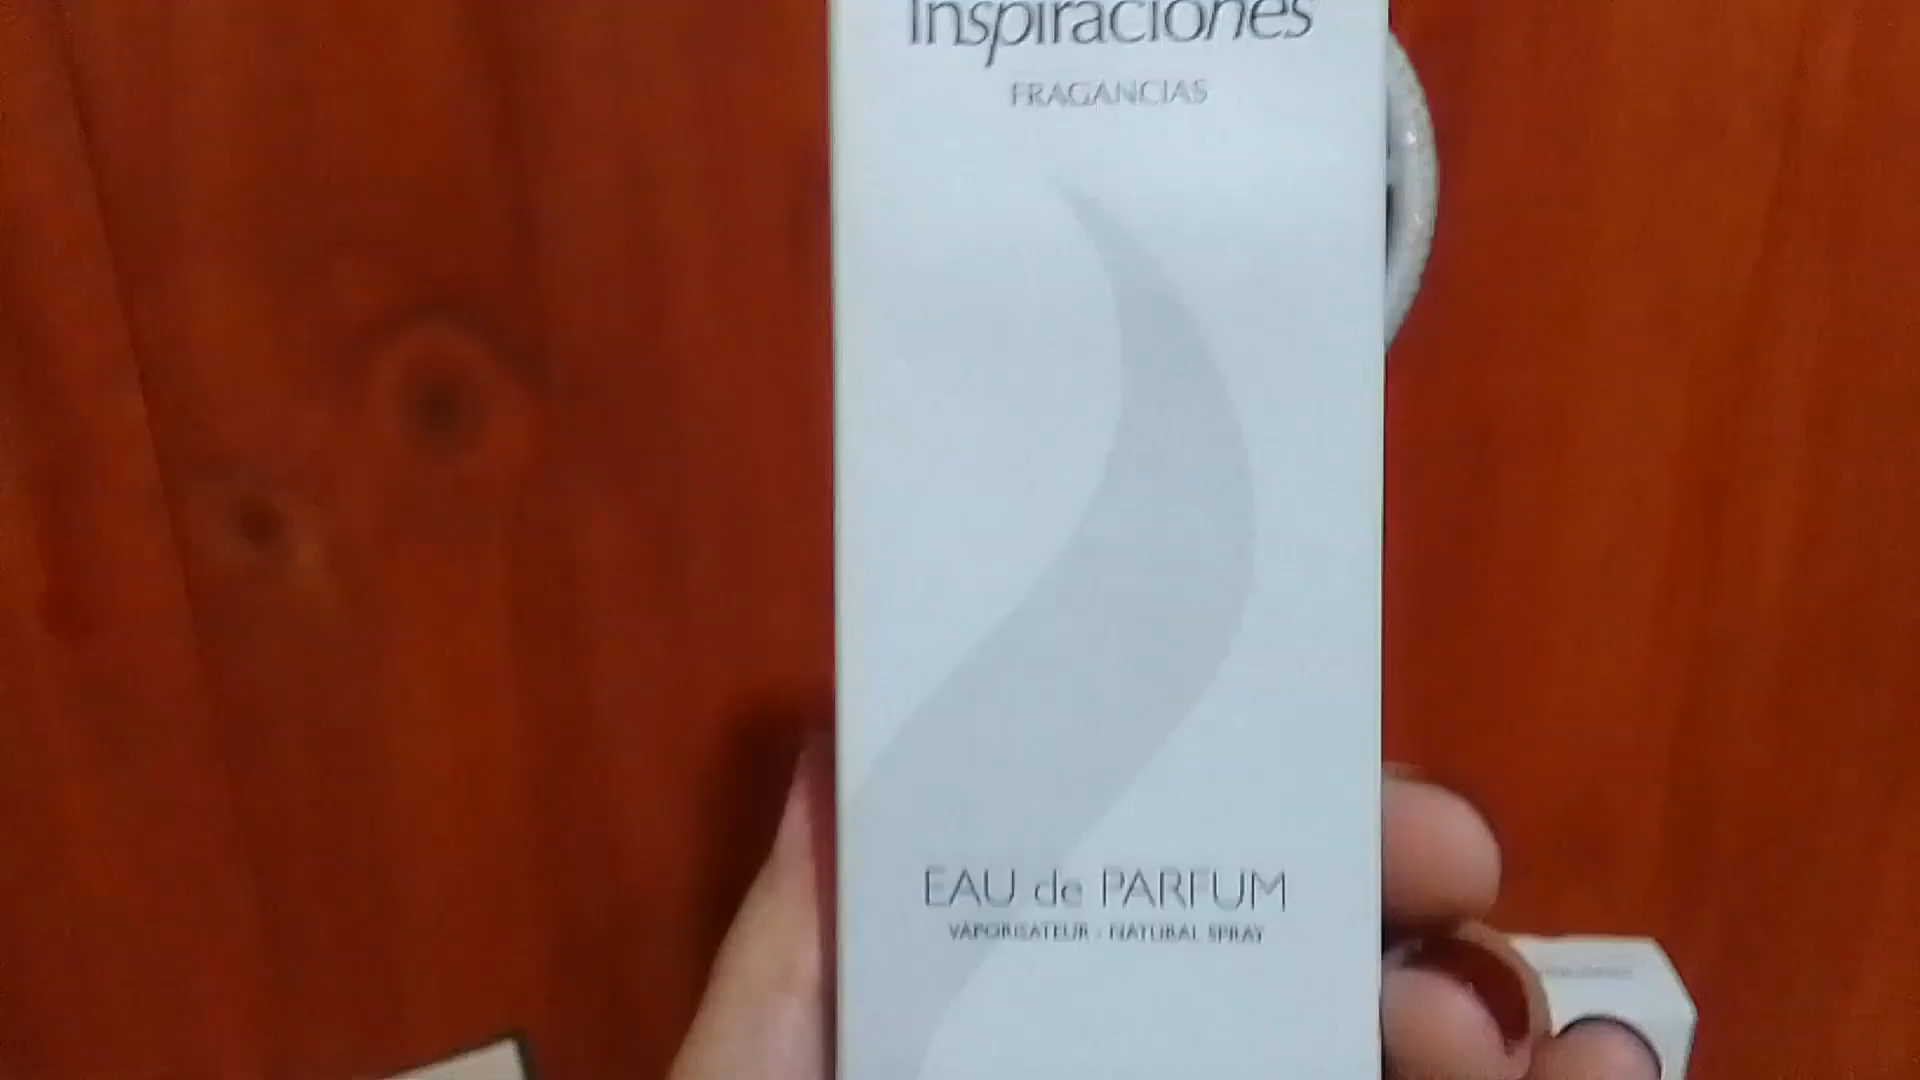 Inspiraciones
FRAGANCIAS
EAU de PARFUM
VAPORISATEUR - NATURAL SPRAY